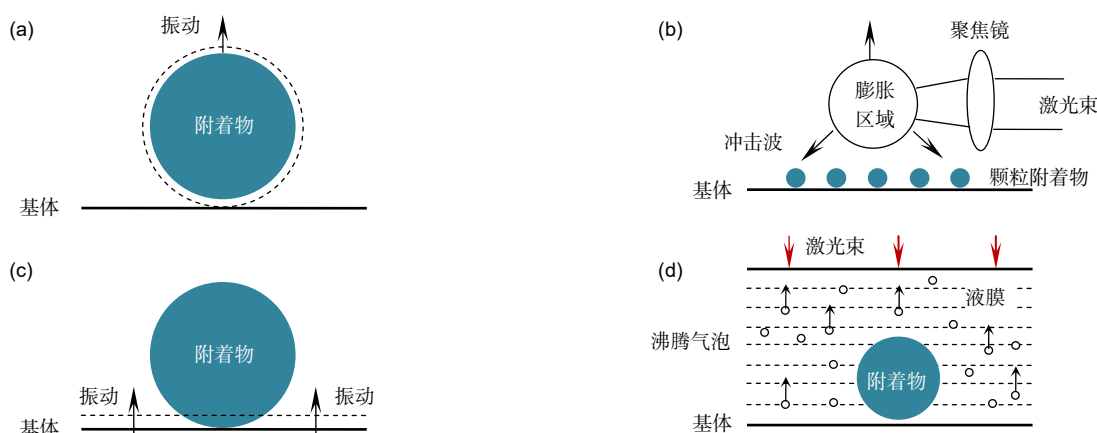 (a)
振动
附着物
基体
(b)
聚焦镜
膨胀
区域
激光束
冲击波
颗粒附着物
基体
(c)
附着物
振动
振动
基体
(d)
激光束
液膜
沸腾气泡
附着物
基体